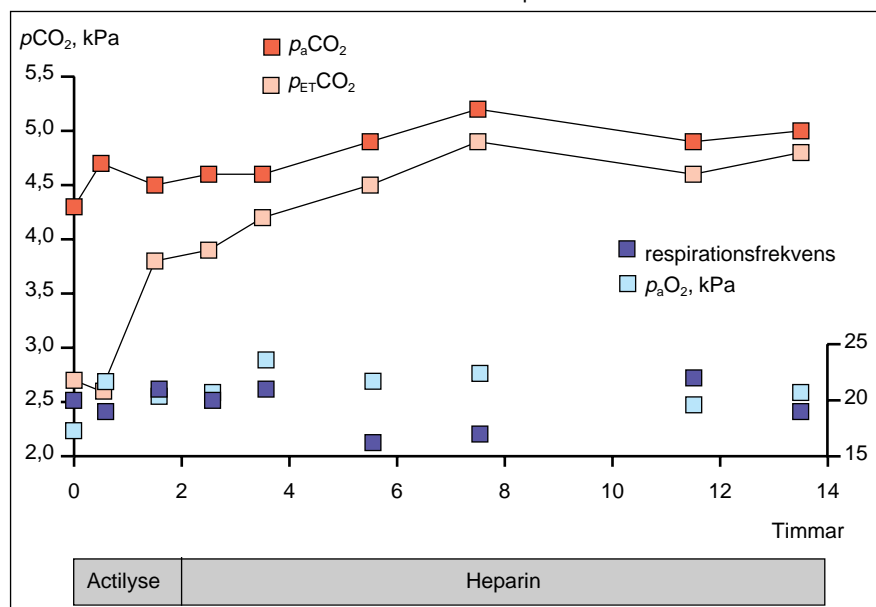 pCO₂, kPa
pₐCO₂
p_ETCO₂
5,5
5,0
4,5
4,0
3,5
3,0
2,5
2,0
respirationsfrekvens
pₐO₂, kPa
25
20
15
0 2 4 6 8 10 12 14
Timmar
Actilyse Heparin